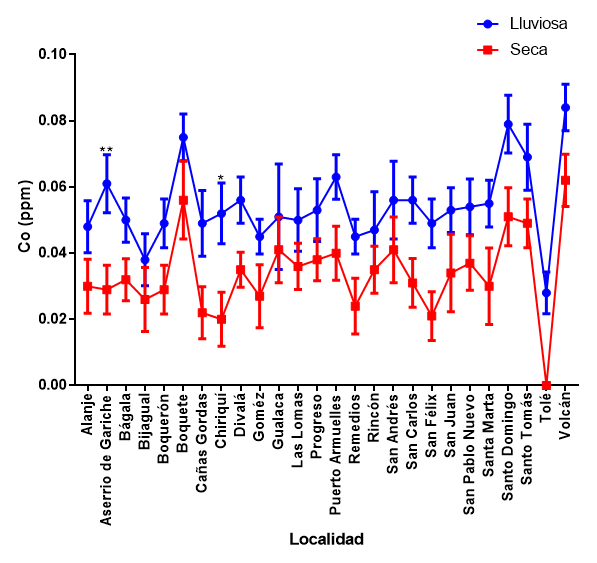 Lluviosa
Seca
Co (ppm)
0.10
0.08
0.06
0.04
0.02
0.00
**
*
Alanje
Aserrio de Gariche
Bágala
Bijagual
Boquerón
Boquete
Cañas Gordas
Chiriquí
Divalá
Goméz
Gualaca
Las Lomas
Progreso
Puerto Armuelles
Remedios
Rincón
San Andrés
San Carlos
San Félix
San Juan
San Pablo Nuevo
Santa Marta
Santo Domingo
Santo Tomás
Tolé
Volcán
Localidad